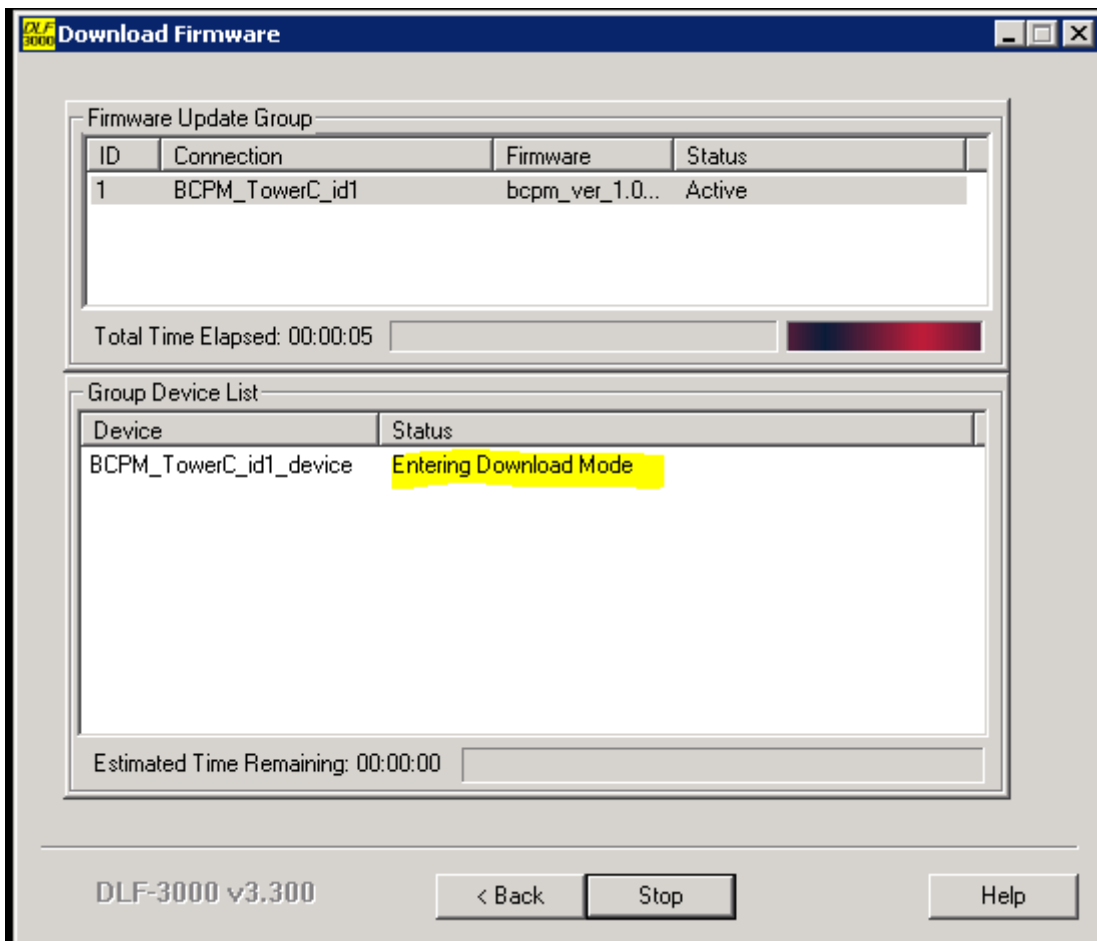 DLF 3000 Download Firmware
Firmware Update Group
ID Connection Firmware Status
1 BCPM_TowerC_id1 bcpm_ver_1.0... Active
Total Time Elapsed: 00:00:05
Group Device List
Device Status
BCPM_TowerC_id1_device Entering Download Mode
Estimated Time Remaining: 00:00:00
DLF-3000 v3.300 < Back Stop Help